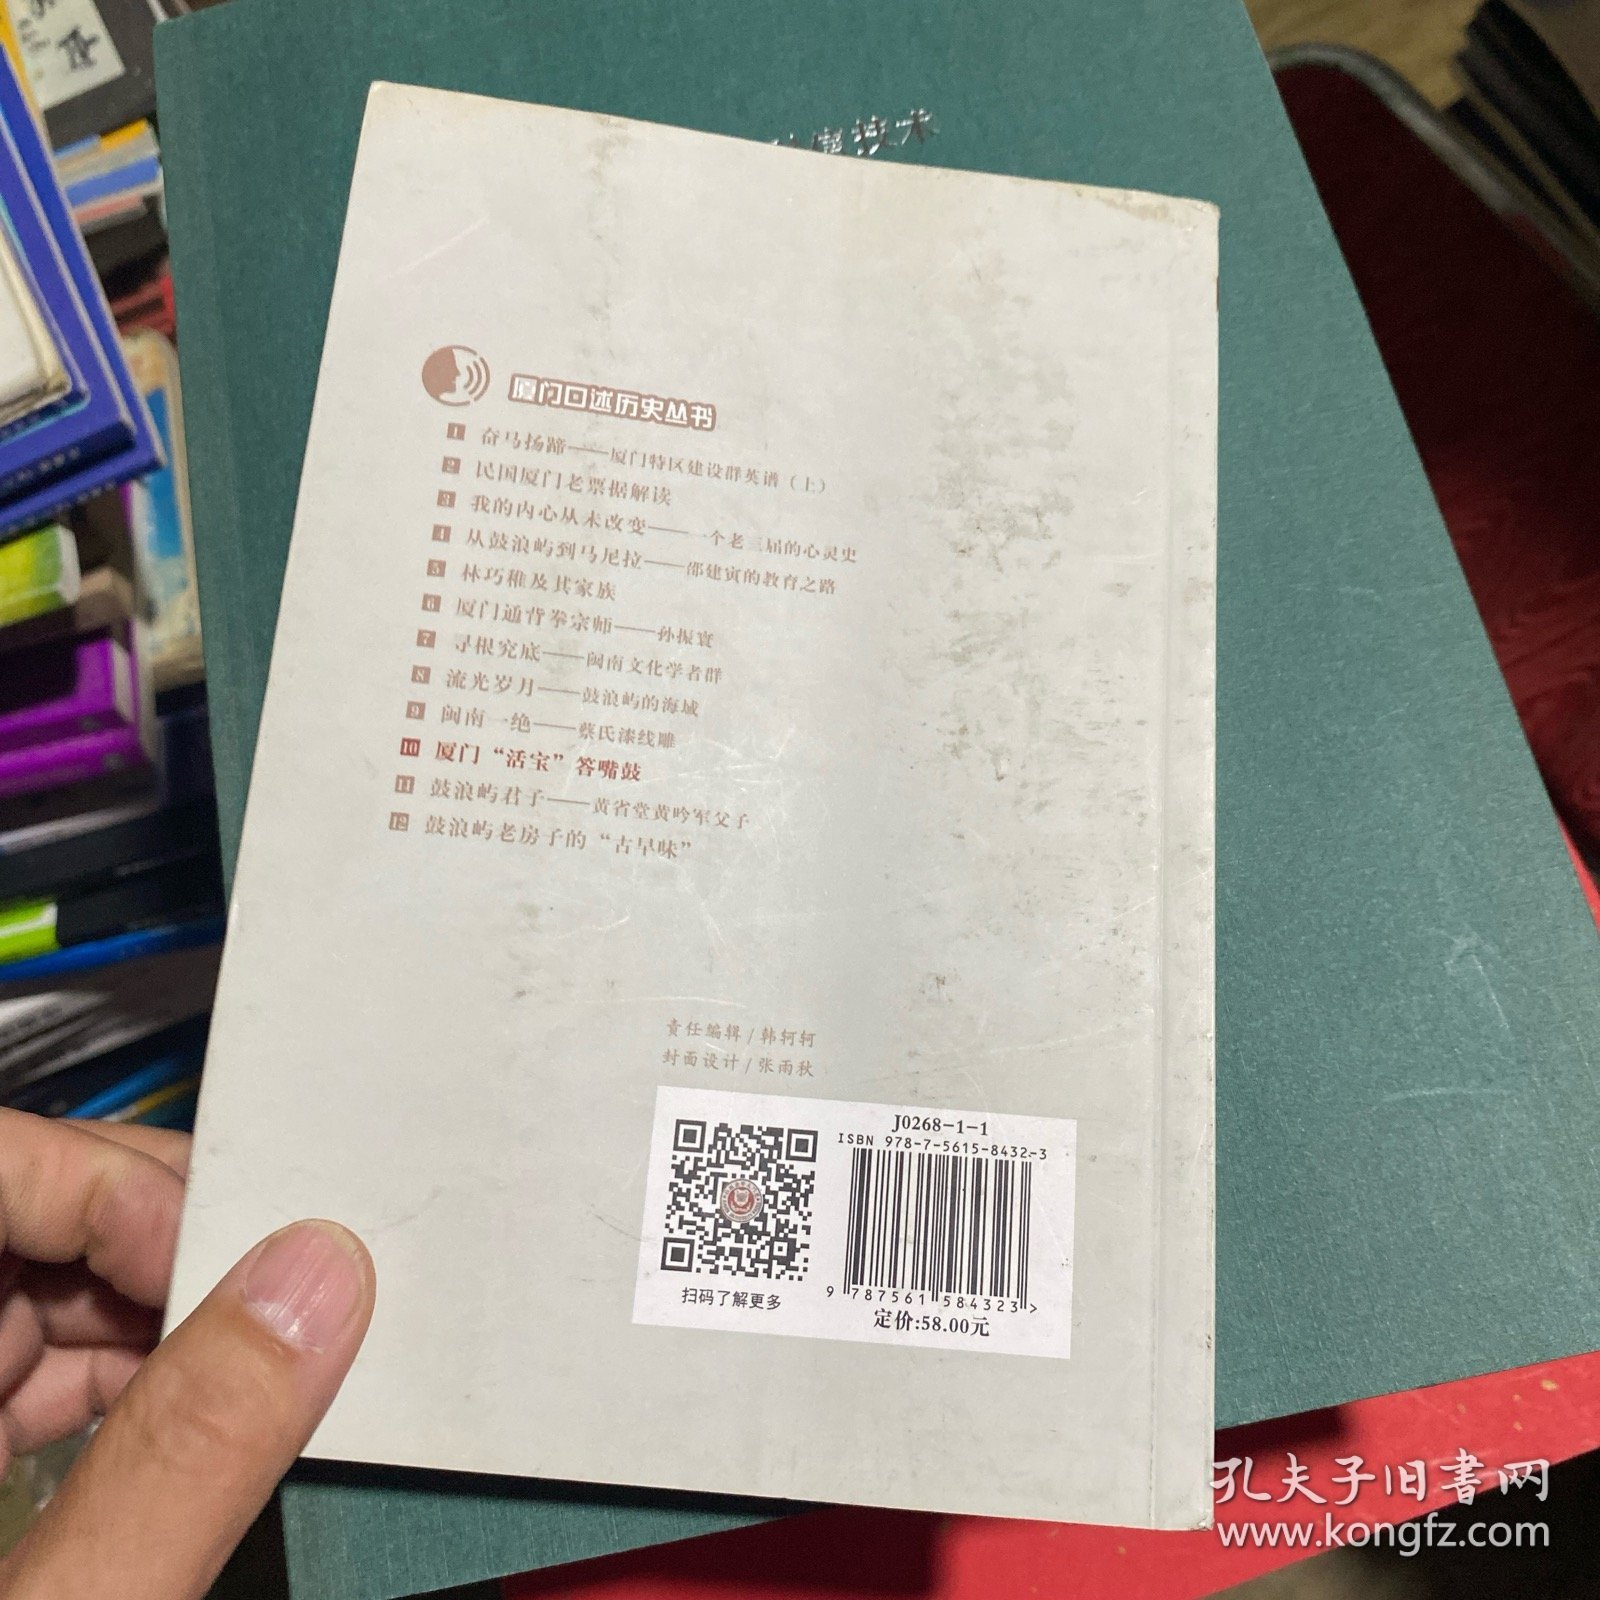 技术
厦门口述历史丛书
1 奋马扬蹄——厦门特区建设群英谱（上）
2 民国厦门老票据解读
3 我的内心从未改变——一个老三届的心灵史
4 从鼓浪屿到马尼拉——邵建寅的教育之路
5 林巧稚及其家族
6 厦门通背拳宗师——孙振寰
7 寻根究底——闽南文化学者群
8 流光岁月——鼓浪屿的海域
9 闽南一绝——蔡氏漆线雕
10 厦门“活宝”答嘴鼓
11 鼓浪屿君子——黄省堂黄吟军父子
12 鼓浪屿老房子的“古早味”
责任编辑/韩轲轲
封面设计/张雨秋
J0268-1-1
ISBN 978-7-5615-8432-3
9 787561 584323 >
扫码了解更多
定价:58.00元
孔夫子旧书网
www.kongfz.com